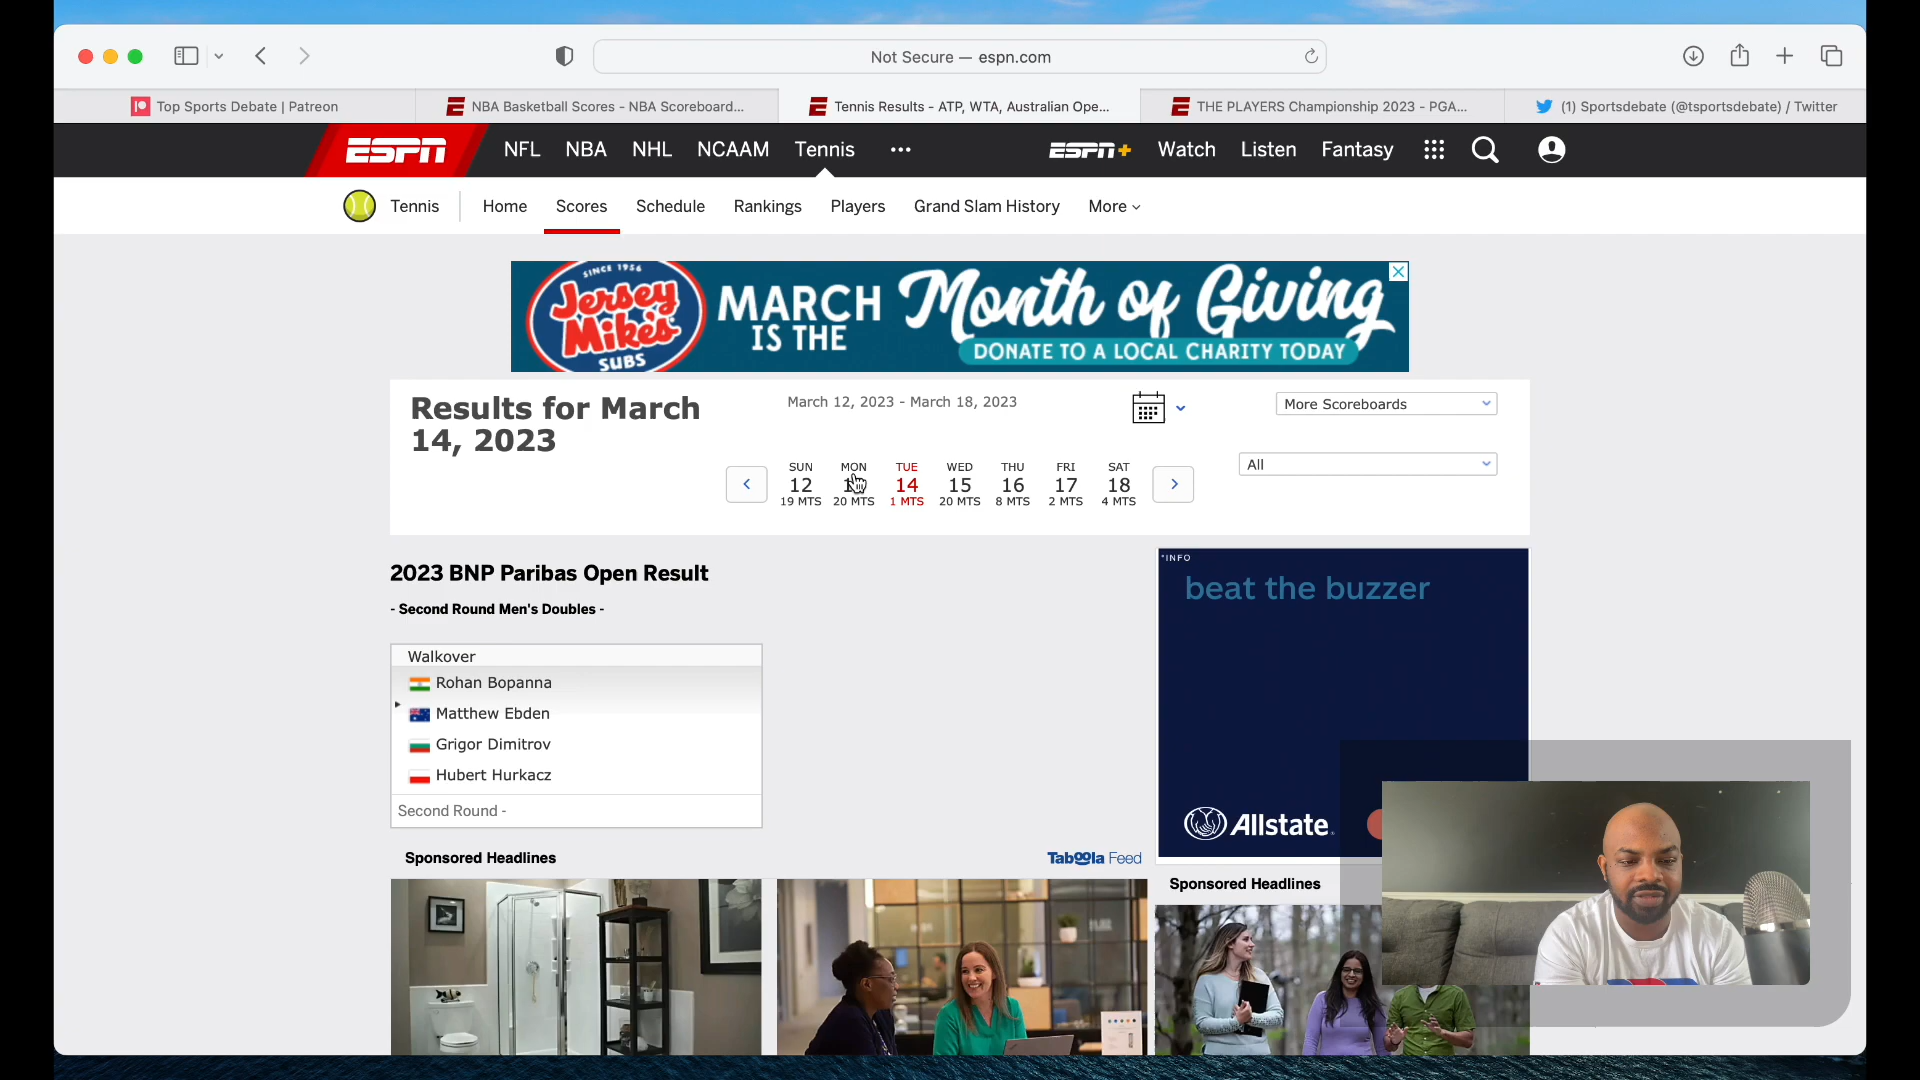 Not Secure — espn.com
Top Sports Debate | Patreon
NBA Basketball Scores - NBA Scoreboard...
Tennis Results - ATP, WTA, Australian Ope...
THE PLAYERS Championship 2023 - PGA...
(1) Sportsdebate (@tsportsdebate) / Twitter
ESPN NFL NBA NHL NCAAM Tennis ••• ESPN+ Watch Listen Fantasy
Tennis Home Scores Schedule Rankings Players Grand Slam History More
SINCE 1956
Jersey Mike's SUBS
MARCH IS THE Month of Giving
DONATE TO A LOCAL CHARITY TODAY
Results for March 14, 2023
March 12, 2023 - March 18, 2023
More Scoreboards
All
SUN MON TUE WED THU FRI SAT
12 14 15 16 17 18
19 MTS 20 MTS 1 MTS 20 MTS 8 MTS 2 MTS 4 MTS
2023 BNP Paribas Open Result
- Second Round Men's Doubles -
Walkover
Rohan Bopanna
Matthew Ebden
Grigor Dimitrov
Hubert Hurkacz
Second Round -
*INFO
beat the buzzer
Allstate
Sponsored Headlines
Taboola Feed
Sponsored Headlines